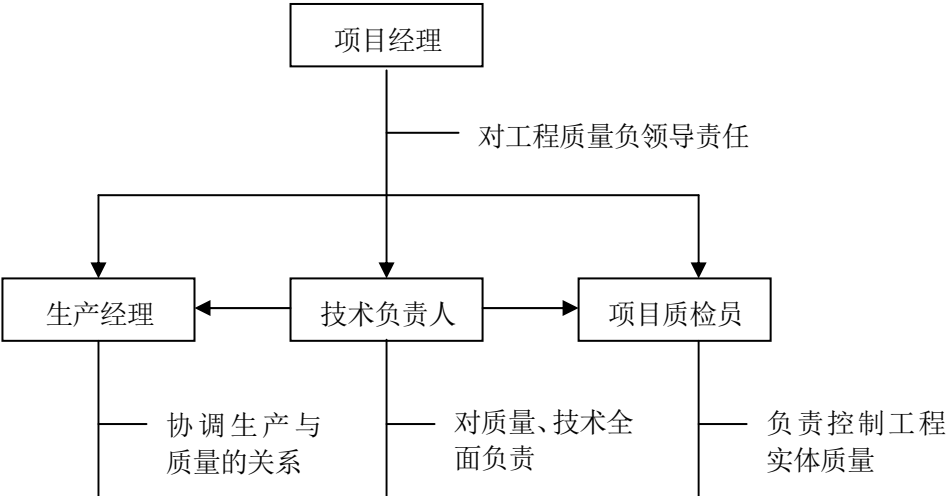 项目经理
对工程质量负领导责任
生产经理
技术负责人
项目质检员
协调生产与
质量的关系
对质量、技术全
面负责
负责控制工程
实体质量